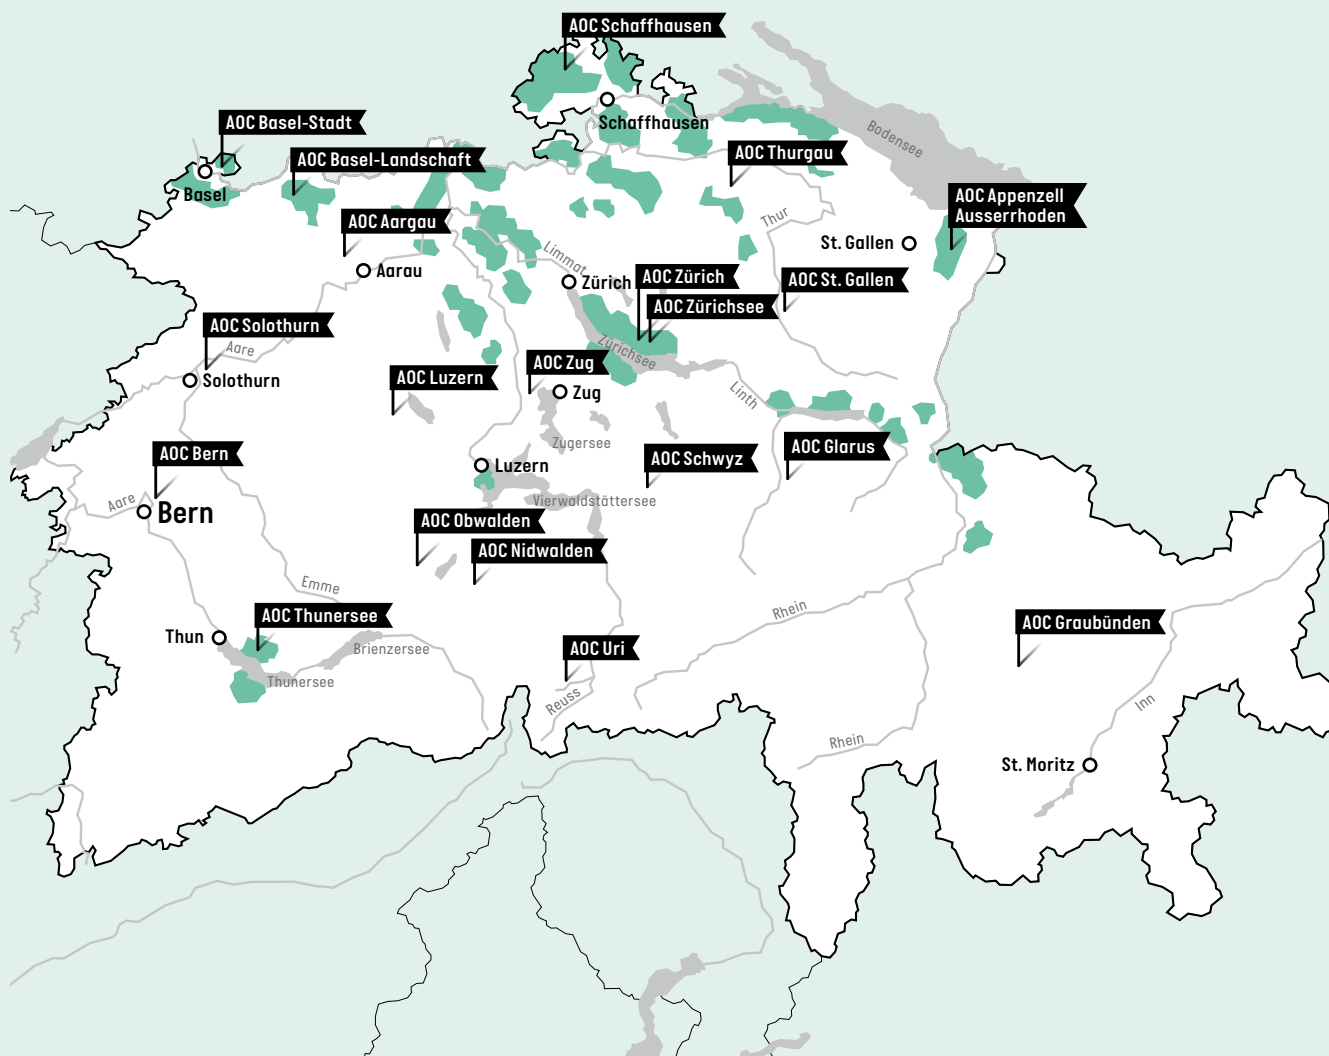 AOC Schaffhausen
AOC Basel-Stadt
Schaffhausen
Bodensee
AOC Basel-Landschaft
AOC Thurgau
Basel
AOC Appenzell
Ausserrhoden
AOC Aargau
Thur
St. Gallen
Limmat
Aarau
Zürich
AOC Zürich
AOC St. Gallen
AOC Zürichsee
AOC Solothurn
Aare
Zürichsee
AOC Zug
Solothurn
AOC Luzern
Zug
Linth
Zugersee
AOC Bern
AOC Schwyz
AOC Glarus
Luzern
Vierwaldstättersee
Aare
Bern
AOC Obwalden
AOC Nidwalden
Emme
Rhein
AOC Thunersee
AOC Graubünden
Thun
Brienzersee
AOC Uri
Thunersee
Reuss
Inn
Rhein
St. Moritz